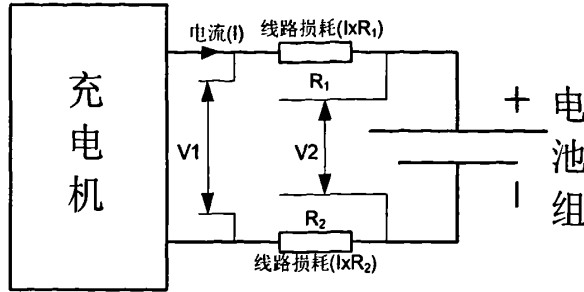 电流(I)
线路损耗(IxR₁)
R₁
充电机
V1
V2
+
电池组
R₂
线路损耗(IxR₂)